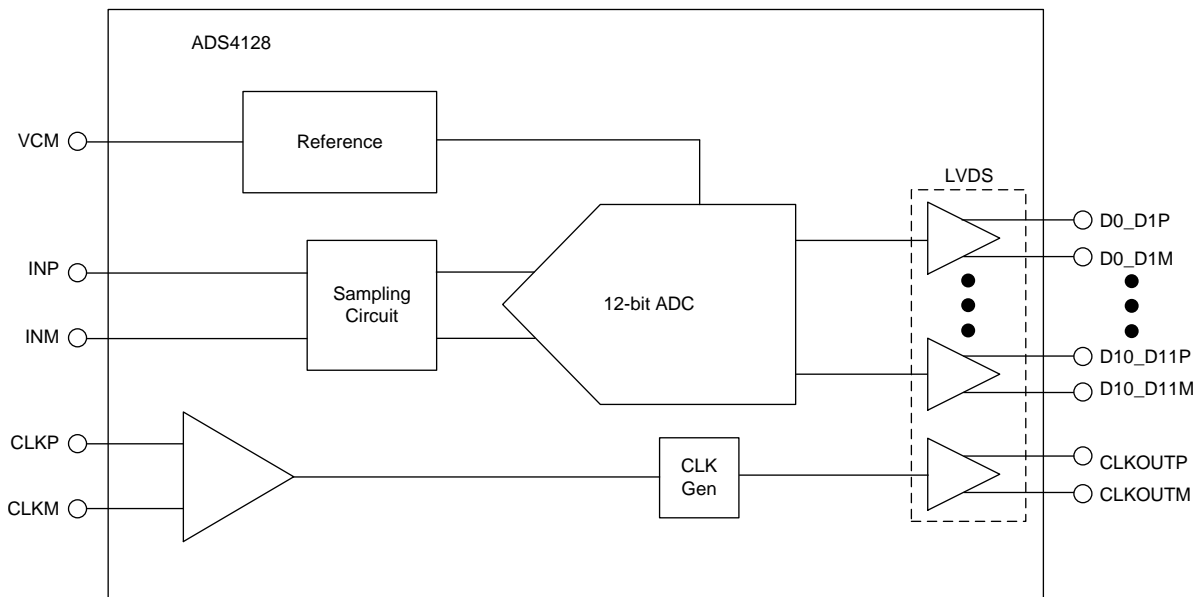 ADS4128
VCM
Reference
LVDS
D0_D1P
D0_D1M
INP
Sampling
Circuit
INM
12-bit ADC
D10_D11P
D10_D11M
CLKP
CLKM
CLK
Gen
CLKOUTP
CLKOUTM